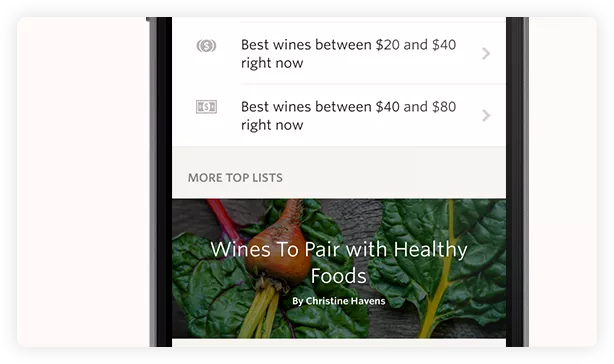 Best wines between $20 and $40
right now
Best wines between $40 and $80
right now
MORE TOP LISTS
Wines To Pair with Healthy
Foods
By Christine Havens